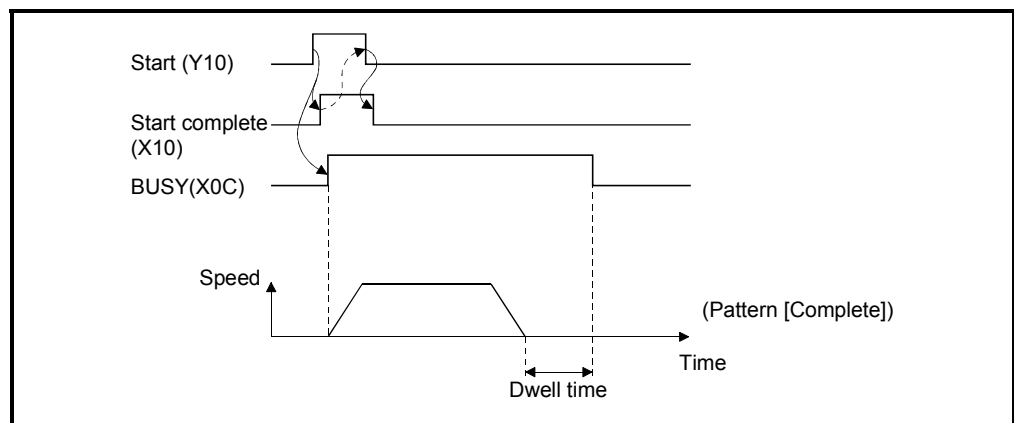 Start (Y10)
Start complete
(X10)
BUSY(X0C)
Speed
(Pattern [Complete])
Time
Dwell time